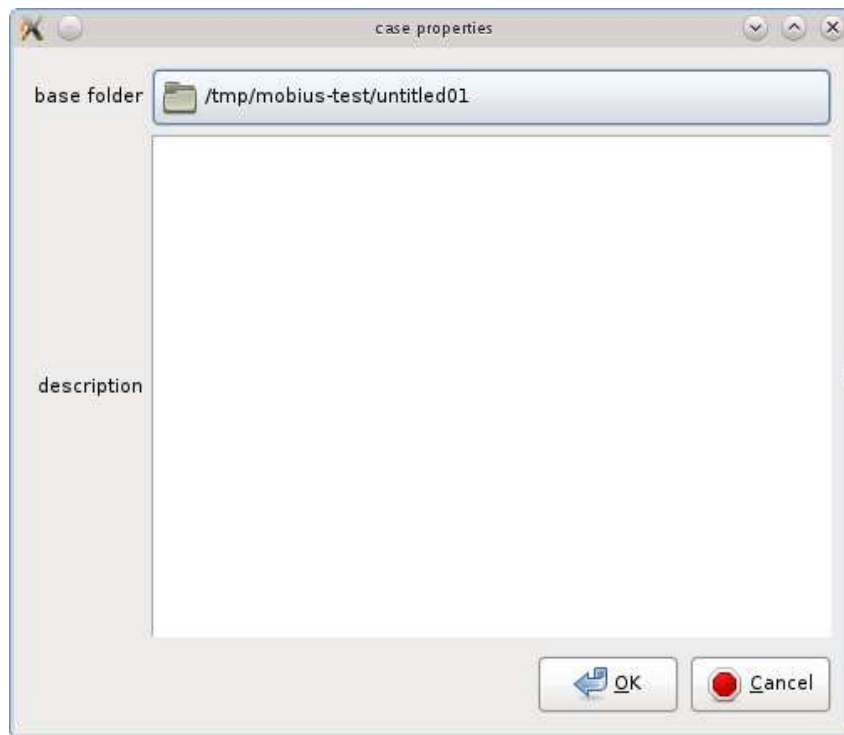 case properties
base folder /tmp/mobius-test/untitled01
description
OK Cancel